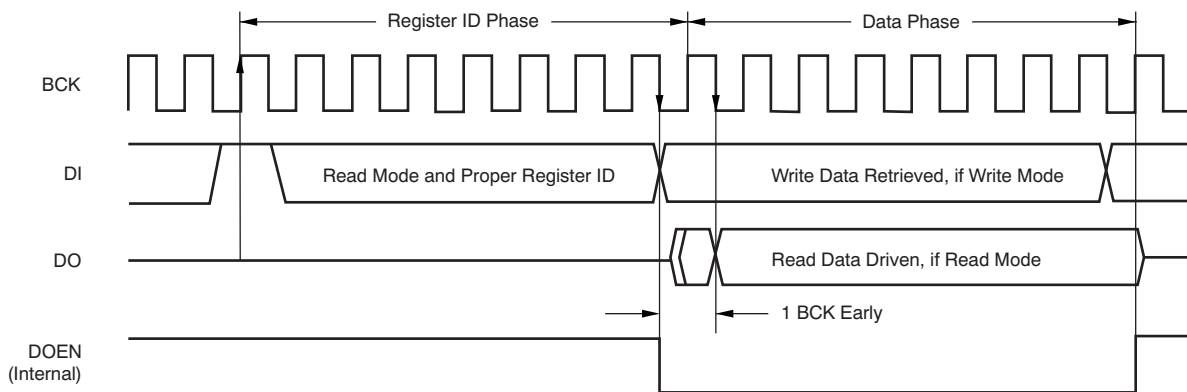 Register ID Phase
Data Phase
BCK
DI
Read Mode and Proper Register ID
Write Data Retrieved, if Write Mode
DO
Read Data Driven, if Read Mode
1 BCK Early
DOEN
(Internal)